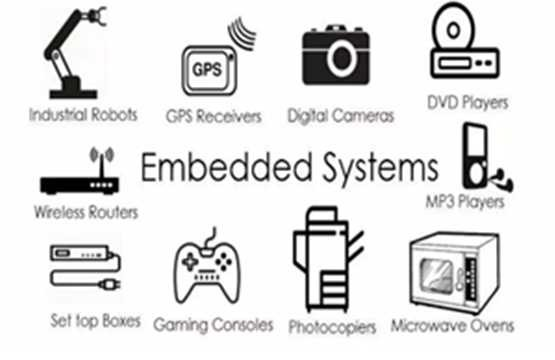 GPS
Industrial Robots
GPS Receivers
Digital Cameras
DVD Players
Embedded Systems
Wireless Routers
MP3 Players
Set top Boxes
Gaming Consoles
Photocopiers
Microwave Ovens